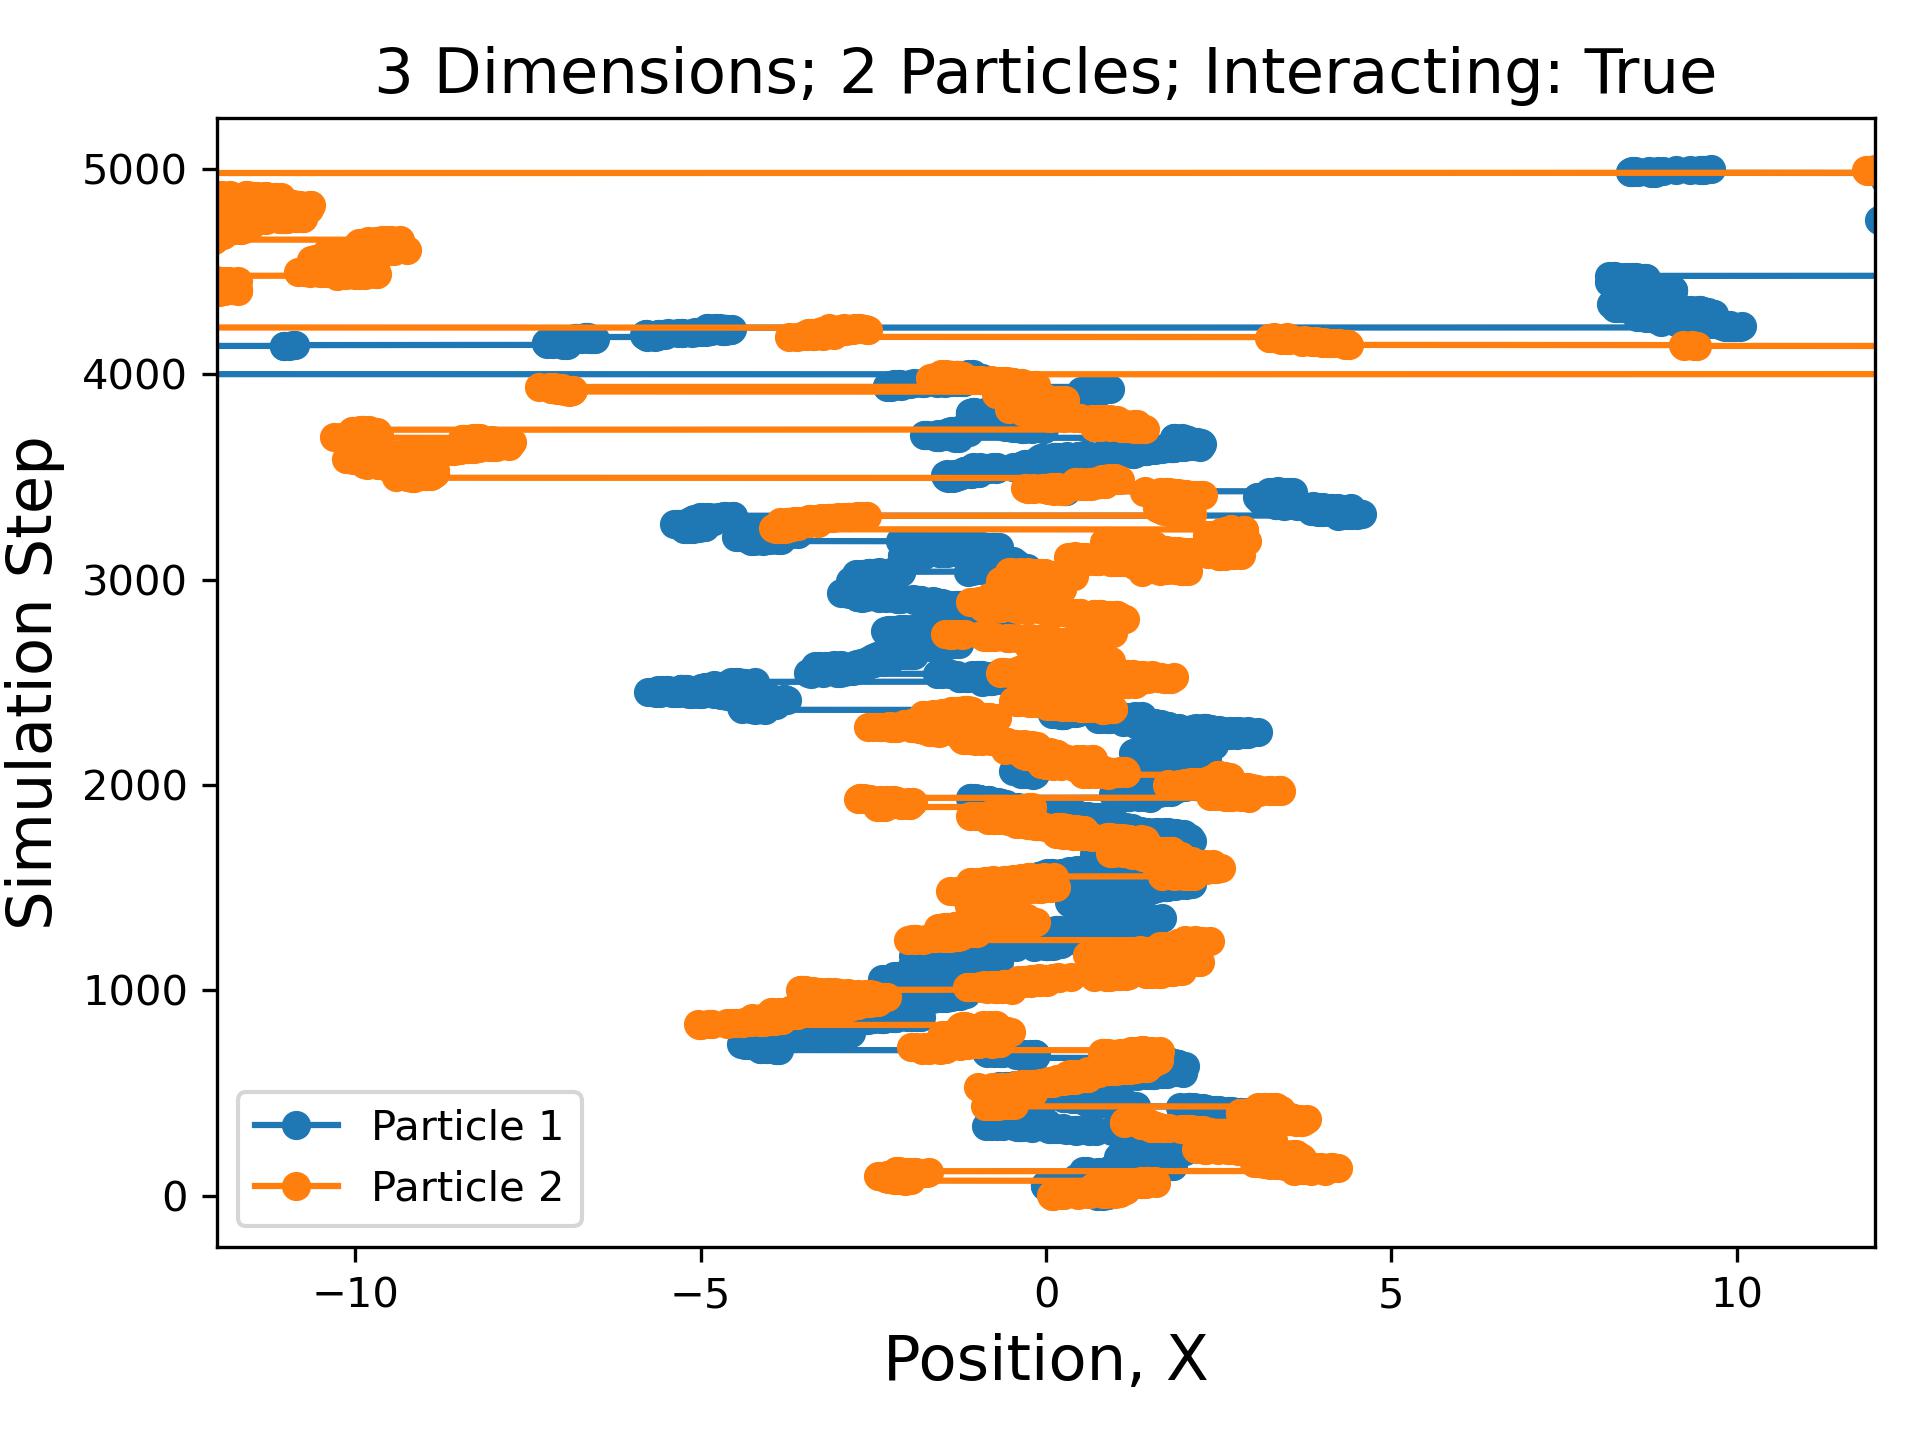 3 Dimensions; 2 Particles; Interacting: True
Simulation Step
5000
4000
3000
2000
1000
0
Particle 1
Particle 2
−10
−5
0
5
10
Position, X